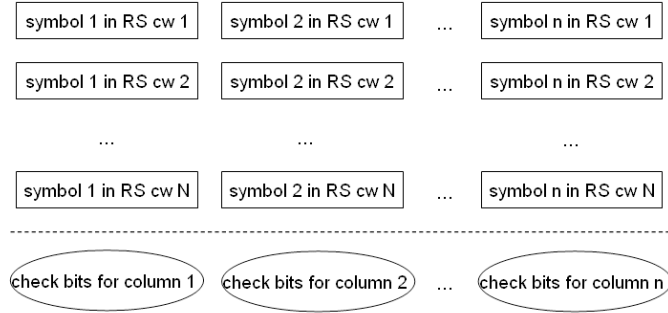 symbol 1 in RS cw 1 symbol 2 in RS cw 1 ... symbol n in RS cw 1
symbol 1 in RS cw 2 symbol 2 in RS cw 2 ... symbol n in RS cw 2
... ... ...
symbol 1 in RS cw N symbol 2 in RS cw N ... symbol n in RS cw N
check bits for column 1 check bits for column 2 ... check bits for column n